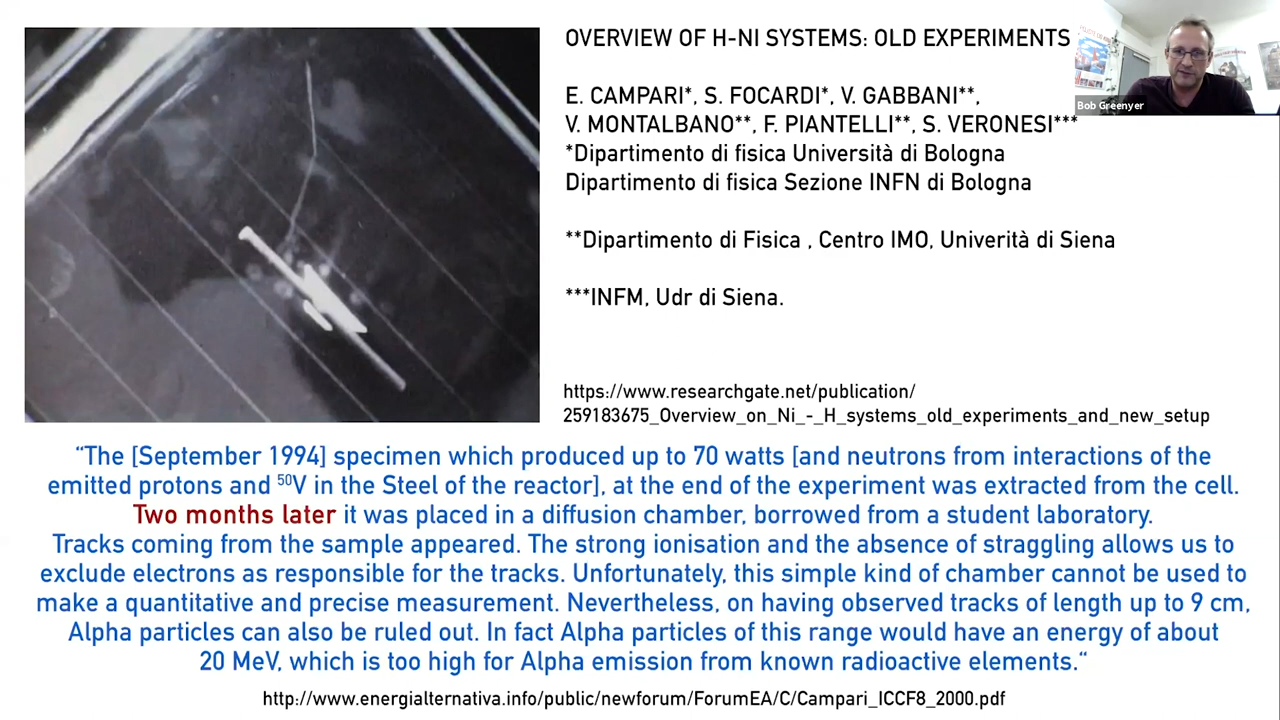 OVERVIEW OF H-NI SYSTEMS: OLD EXPERIMENTS
E. CAMPARI*, S. FOCARDI*, V. GABBANI**,
V. MONTALBANO**, F. PIANTELLI**, S. VERONESI***
*Dipartimento di fisica Università di Bologna
Dipartimento di fisica Sezione INFN di Bologna
**Dipartimento di Fisica , Centro IMO, Univerità di Siena
***INFM, Udr di Siena.
https://www.researchgate.net/publication/
259183675_Overview_on_Ni_-_H_systems_old_experiments_and_new_setup
Bob Greenyer
“The [September 1994] specimen which produced up to 70 watts [and neutrons from interactions of the
emitted protons and ⁵⁰V in the Steel of the reactor], at the end of the experiment was extracted from the cell.
Two months later it was placed in a diffusion chamber, borrowed from a student laboratory.
Tracks coming from the sample appeared. The strong ionisation and the absence of straggling allows us to
exclude electrons as responsible for the tracks. Unfortunately, this simple kind of chamber cannot be used to
make a quantitative and precise measurement. Nevertheless, on having observed tracks of length up to 9 cm,
Alpha particles can also be ruled out. In fact Alpha particles of this range would have an energy of about
20 MeV, which is too high for Alpha emission from known radioactive elements.“
http://www.energialternativa.info/public/newforum/ForumEA/C/Campari_ICCF8_2000.pdf